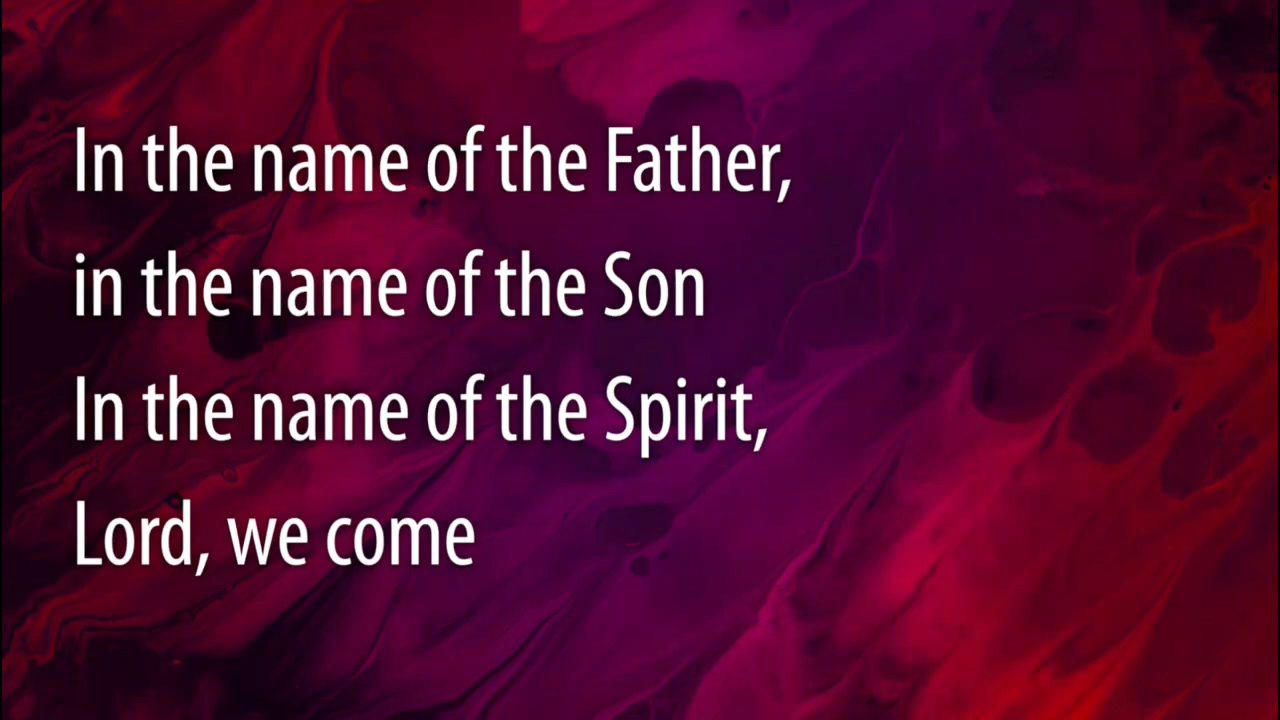 In the name of the Father,
in the name of the Son
In the name of the Spirit,
Lord, we come